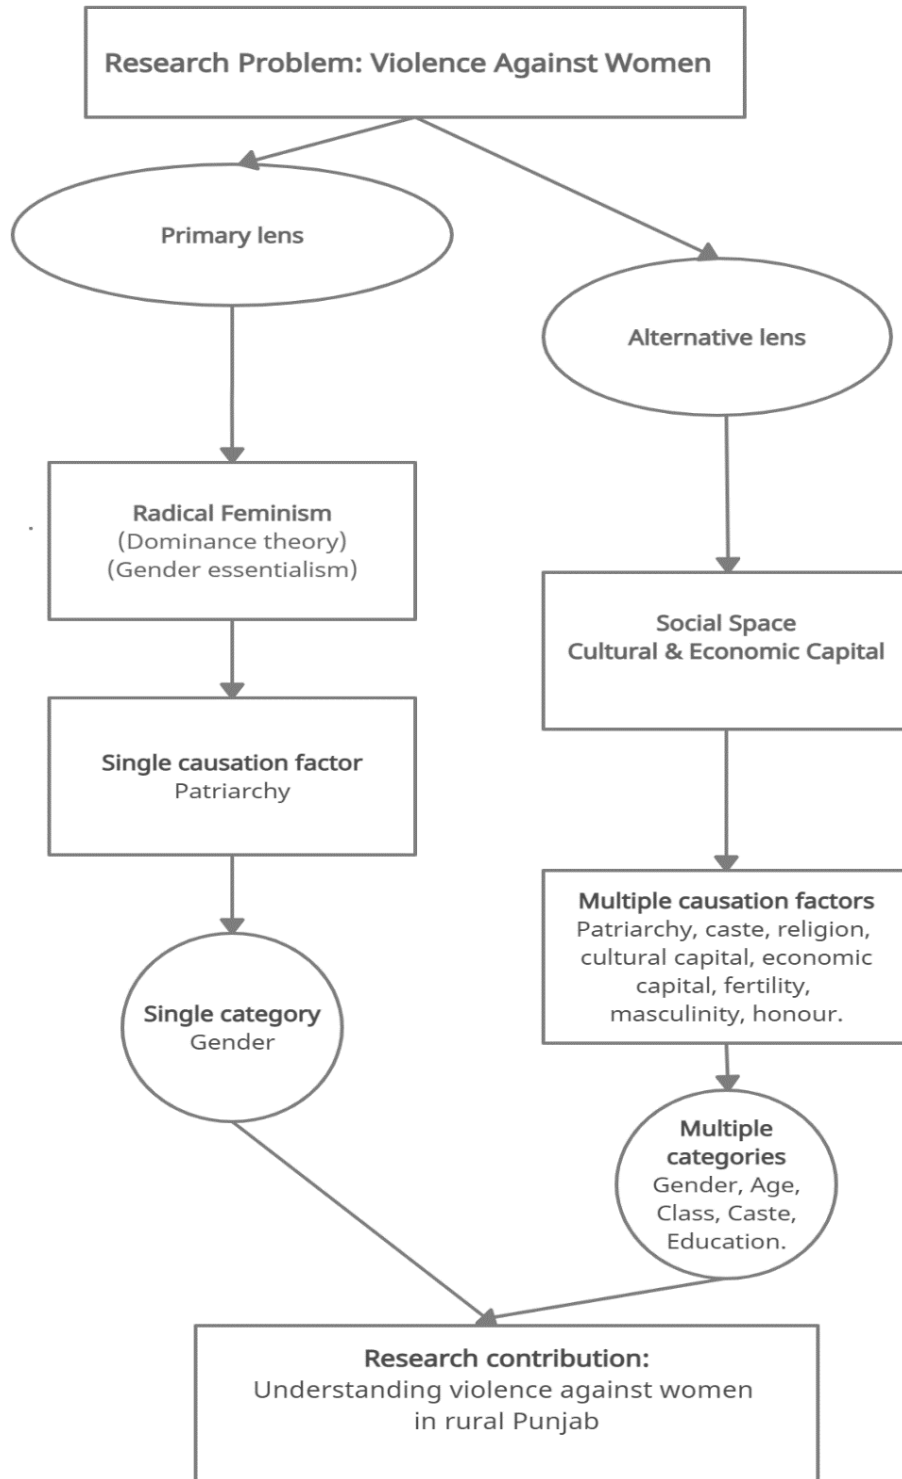 Research Problem: Violence Against Women
Primary lens
Alternative lens
Radical Feminism
(Dominance theory)
(Gender essentialism)
Social Space
Cultural & Economic Capital
Single causation factor
Patriarchy
Multiple causation factors
Patriarchy, caste, religion,
cultural capital, economic
capital, fertility,
masculinity, honour.
Single category
Gender
Multiple
categories
Gender, Age,
Class, Caste,
Education.
Research contribution:
Understanding violence against women
in rural Punjab